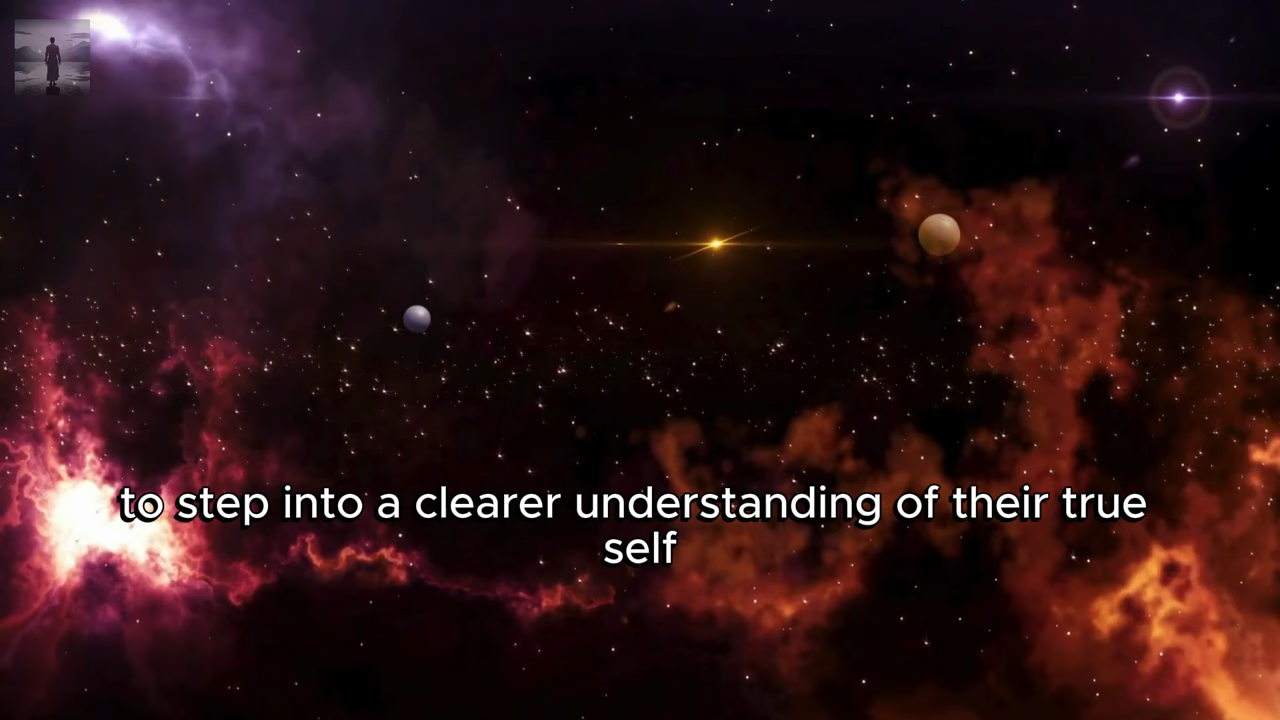 to step into a clearer understanding of their true
self